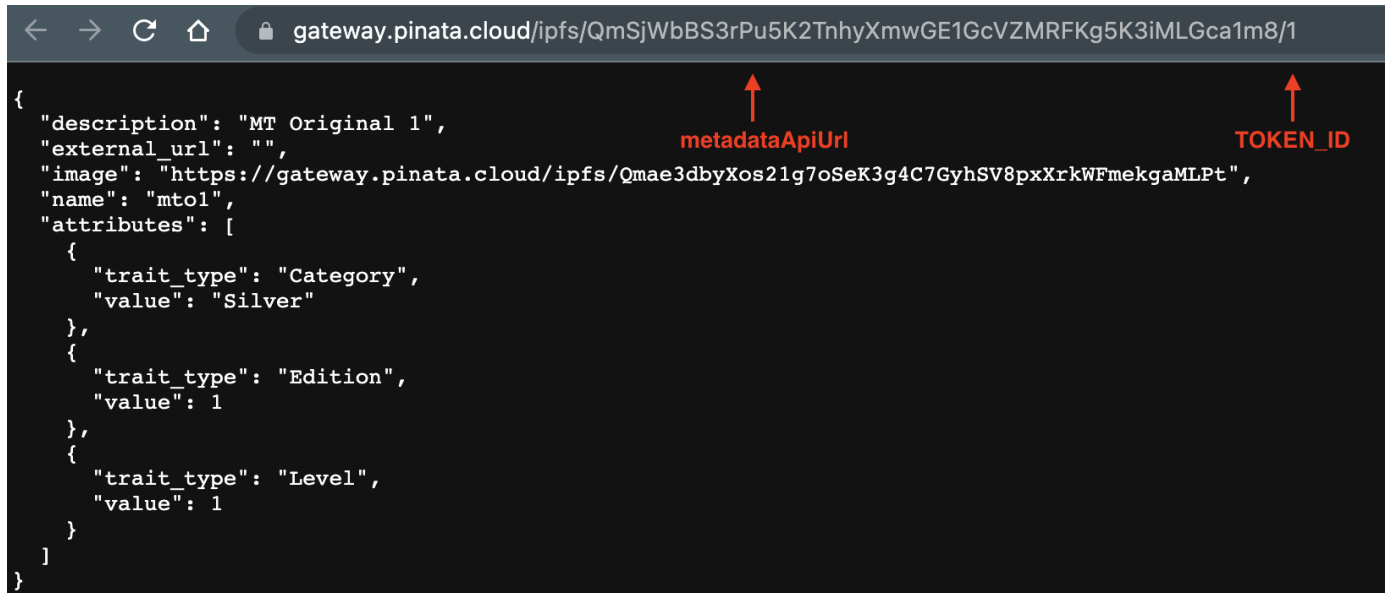 gateway.pinata.cloud/ipfs/QmSjWbBS3rPu5K2TnhyXmwGE1GcVZMRFKg5K3iMLGca1m8/1
{
"description": "MT Original 1",
metadataApiUrl
TOKEN_ID
"external_url": "",
"image": "https://gateway.pinata.cloud/ipfs/Qmae3dbyXos21g7oSeK3g4C7GyhSV8pxXrkWFmekgaMLPt",
"name": "mto1",
"attributes": [
{
"trait_type": "Category",
"value": "Silver"
},
{
"trait_type": "Edition",
"value": 1
},
{
"trait_type": "Level",
"value": 1
}
]
}